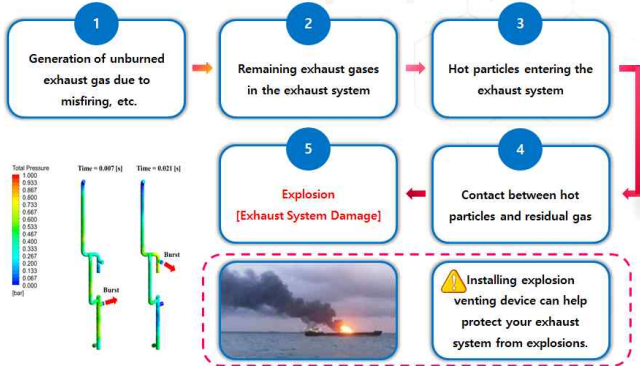 1
Generation of unburned
exhaust gas due to
misfiring, etc.
2
Remaining exhaust gases
in the exhaust system
3
Hot particles entering the
exhaust system
4
Contact between hot
particles and residual gas
5
Explosion
[Exhaust System Damage]
Total Pressure
1.000
0.933
0.867
0.800
0.733
0.667
0.600
0.533
0.467
0.400
0.333
0.267
0.200
0.133
0.067
0.000
[bar]
Time = 0.007 [s]
Time = 0.021 [s]
Burst
Burst
Installing explosion
venting device can help
protect your exhaust
system from explosions.